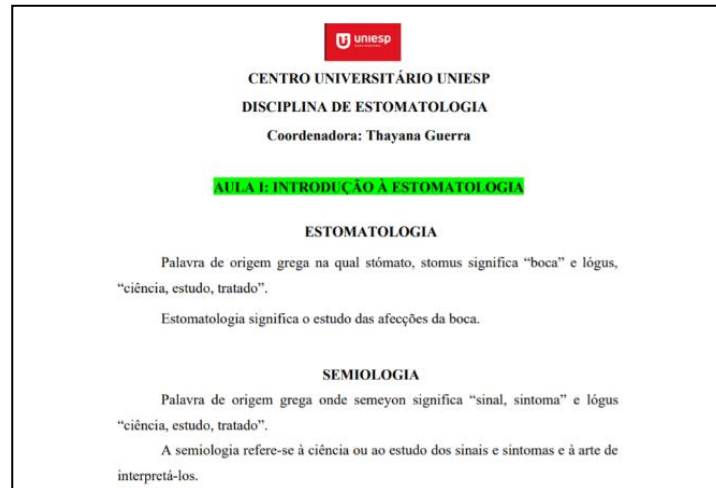 uniesp
CENTRO UNIVERSITÁRIO UNIESP
DISCIPLINA DE ESTOMATOLOGIA
Coordenadora: Thayana Guerra
AULA I: INTRODUÇÃO À ESTOMATOLOGIA
ESTOMATOLOGIA
Palavra de origem grega na qual stómato, stomus significa “boca” e lógus,
“ciência, estudo, tratado”.
Estomatologia significa o estudo das afecções da boca.
SEMIOLOGIA
Palavra de origem grega onde semeyon significa “sinal, sintoma” e lógus
“ciência, estudo, tratado”.
A semiologia refere-se à ciência ou ao estudo dos sinais e sintomas e à arte de
interpretá-los.